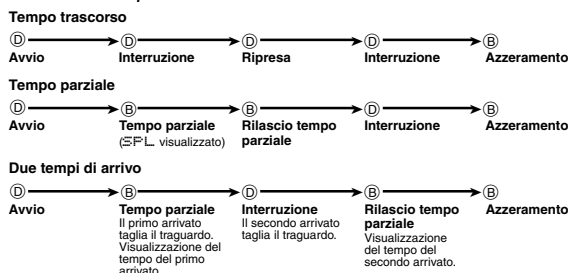 Tempo trascorso
Ⓓ Ⓓ Ⓓ Ⓓ Ⓑ
Avvio Interruzione Ripresa Interruzione Azzeramento
Tempo parziale
Ⓓ Ⓑ Ⓑ Ⓓ Ⓑ
Avvio Tempo parziale Rilascio tempo Interruzione Azzeramento
(SPL visualizzato) parziale
Due tempi di arrivo
Ⓓ Ⓑ Ⓓ Ⓑ Ⓑ
Avvio Tempo parziale Interruzione Rilascio tempo Azzeramento
Il primo arrivato Il secondo arrivato parziale
taglia il traguardo. taglia il traguardo. Visualizzazione
Visualizzazione del del tempo del
tempo del primo secondo arrivato.
arrivato.